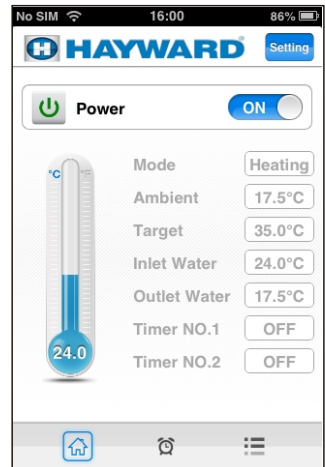 No SIM 16:00 86%
HAYWARD Setting
Power ON
°C °F
Mode Heating
Ambient 17.5°C
Target 35.0°C
Inlet Water 24.0°C
Outlet Water 17.5°C
Timer NO.1 OFF
24.0 Timer NO.2 OFF